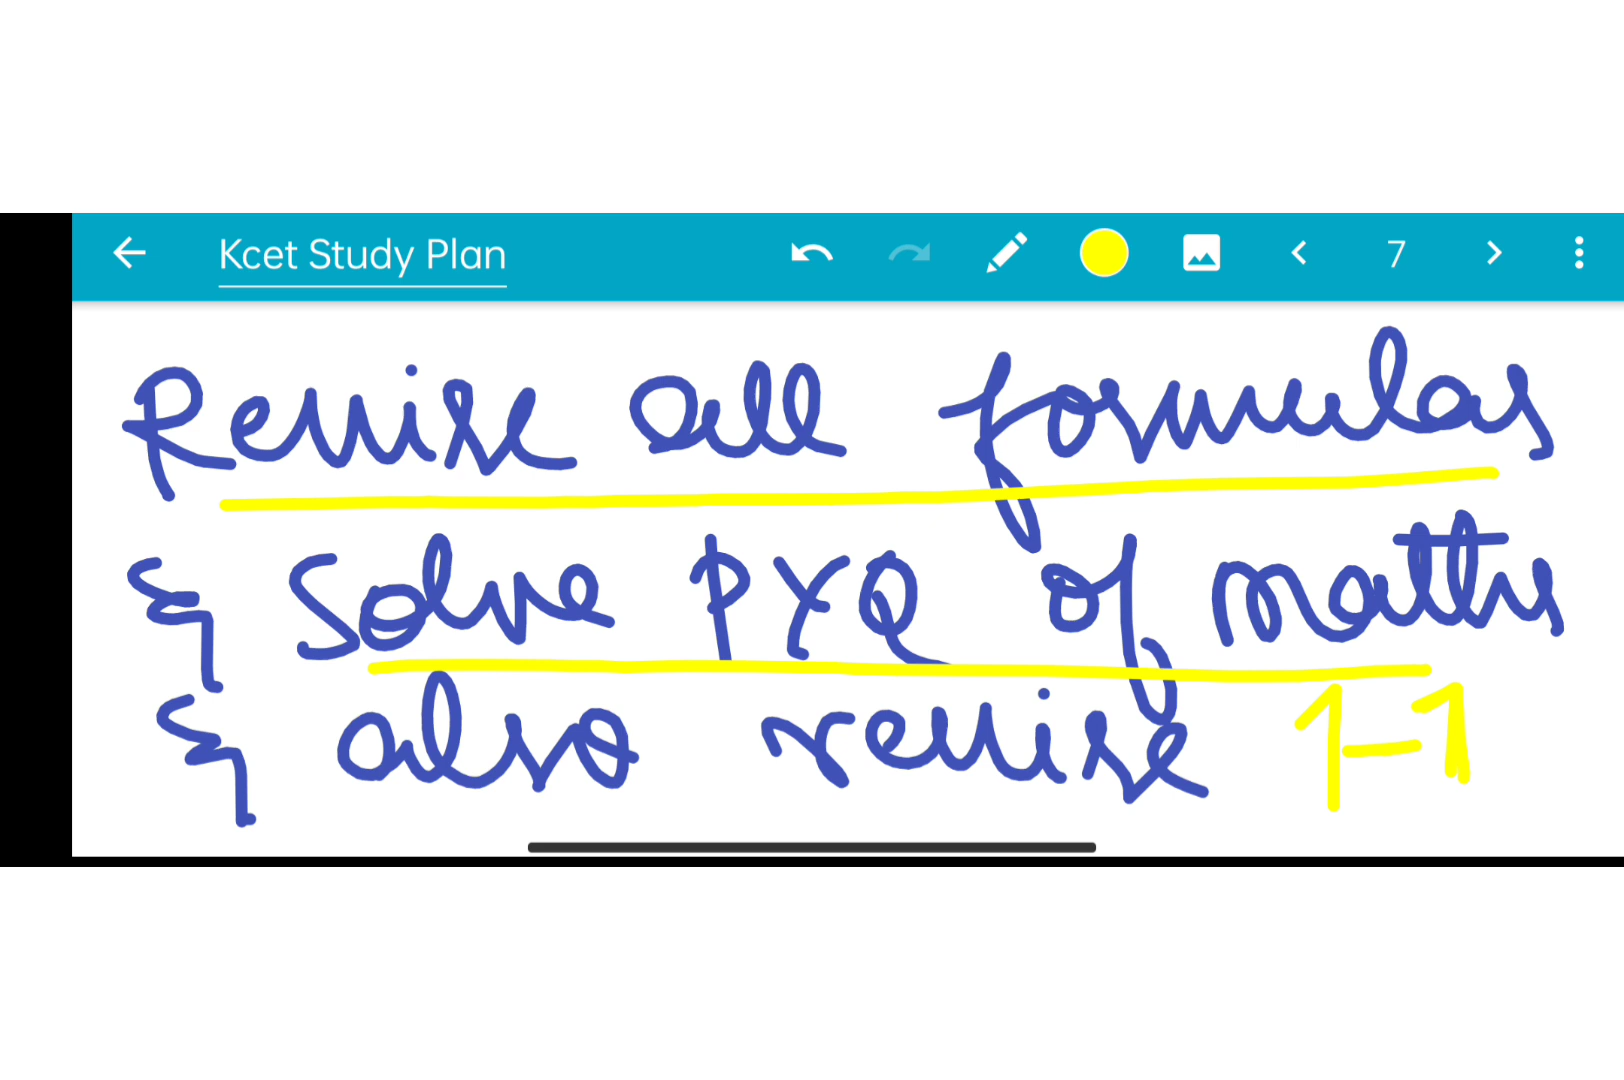 Kcet Study Plan 7
Revise all formulas
& Solve PYQ of maths
& also revise 1-1